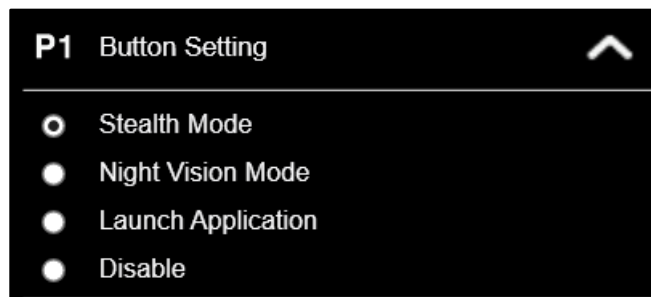 P1 Button Setting
Stealth Mode
Night Vision Mode
Launch Application
Disable